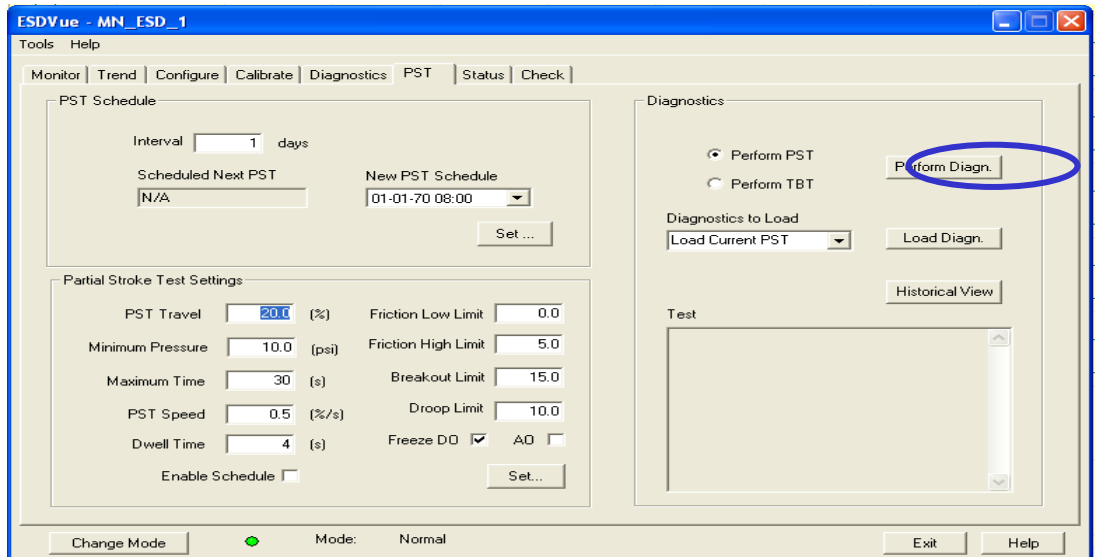 ESDVue - MN_ESD_1
Tools Help
Monitor Trend Configure Calibrate Diagnostics PST Status Check
PST Schedule
Interval 1 days
Scheduled Next PST New PST Schedule
N/A 01-01-70 08:00
Set ...
Partial Stroke Test Settings
PST Travel 20.0 (%) Friction Low Limit 0.0
Minimum Pressure 10.0 (psi) Friction High Limit 5.0
Maximum Time 30 (s) Breakout Limit 15.0
PST Speed 0.5 (%/s) Droop Limit 10.0
Dwell Time 4 (s) Freeze DO AO
Enable Schedule Set...
Diagnostics
Perform PST
Perform Diagn.
Perform TBT
Diagnostics to Load
Load Current PST Load Diagn.
Historical View
Test
Change Mode Mode: Normal Exit Help